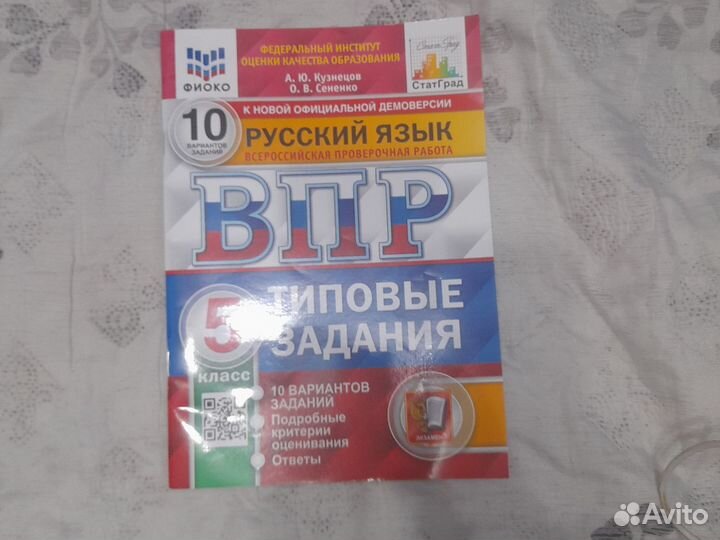 ФЕДЕРАЛЬНЫЙ ИНСТИТУТ
ОЦЕНКИ КАЧЕСТВА ОБРАЗОВАНИЯ
ФИОКО
А. Ю. Кузнецов
О. В. Сененко
СтатГрад
К НОВОЙ ОФИЦИАЛЬНОЙ ДЕМОВЕРСИИ
10
ВАРИАНТОВ
ЗАДАНИЙ
РУССКИЙ ЯЗЫК
ВСЕРОССИЙСКАЯ ПРОВЕРОЧНАЯ РАБОТА
ВПР
5
класс
ТИПОВЫЕ
ЗАДАНИЯ
10 ВАРИАНТОВ
ЗАДАНИЙ
Подробные
критерии
оценивания
Ответы
ЭКЗАМЕН
Avito